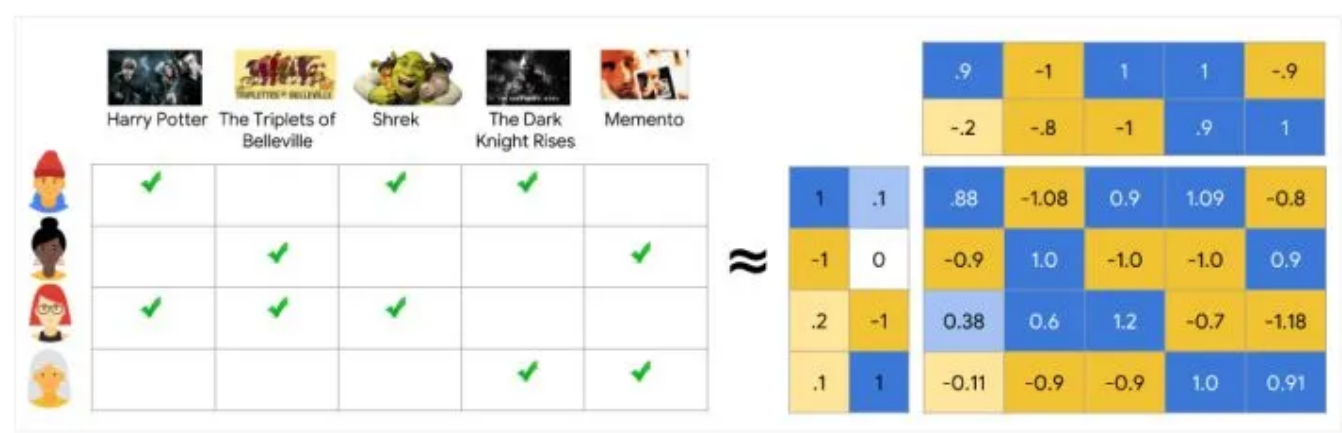 TRIPLETTES DE BELLEVILLE
Harry Potter The Triplets of Belleville Shrek The Dark Knight Rises Memento
.9 -1 1 1 -.9
-.2 -.8 -1 .9 1
1 .1 .88 -1.08 0.9 1.09 -0.8
≈
-1 0 -0.9 1.0 -1.0 -1.0 0.9
.2 -1 0.38 0.6 1.2 -0.7 -1.18
.1 1 -0.11 -0.9 -0.9 1.0 0.91